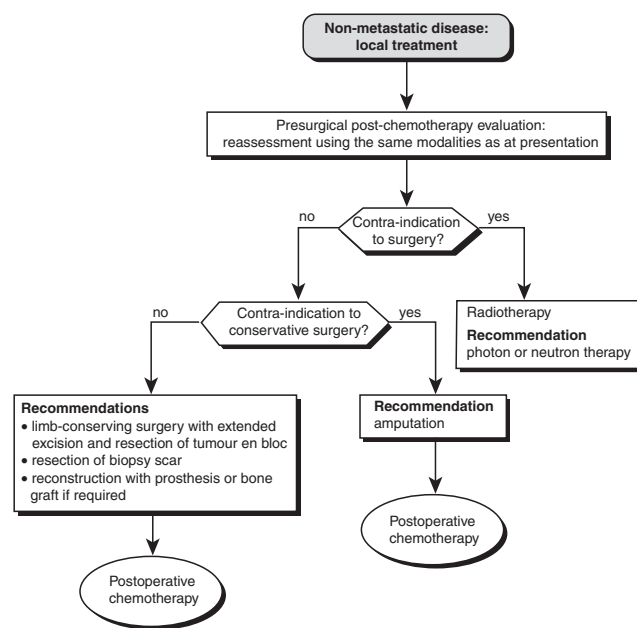 Non-metastatic disease:
local treatment
Presurgical post-chemotherapy evaluation:
reassessment using the same modalities as at presentation
no
Contra-indication
to surgery?
yes
no
Contra-indication to
conservative surgery?
yes
Radiotherapy
Recommendation
photon or neutron therapy
Recommendations
• limb-conserving surgery with extended
excision and resection of tumour en bloc
• resection of biopsy scar
• reconstruction with prosthesis or bone
graft if required
Recommendation
amputation
Postoperative
chemotherapy
Postoperative
chemotherapy